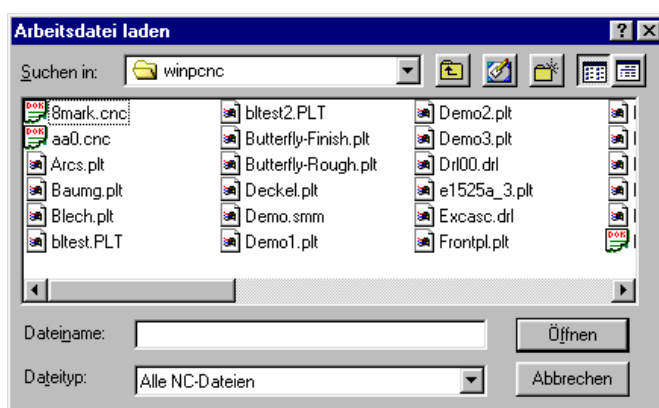 Arbeitsdatei laden
Suchen in: winpcnc
8mark.cnc bltest2.PLT Demo2.plt
aa0.cnc Butterfly-Finish.plt Demo3.plt
Arcs.plt Butterfly-Rough.plt Drl00.drl
Baumg.plt Deckel.plt e1525a_3.plt
Blech.plt Demo.smm Excasc.drl
bltest.PLT Demo1.plt Frontpl.plt
Dateiname: Öffnen
Dateityp: Alle NC-Dateien Abbrechen